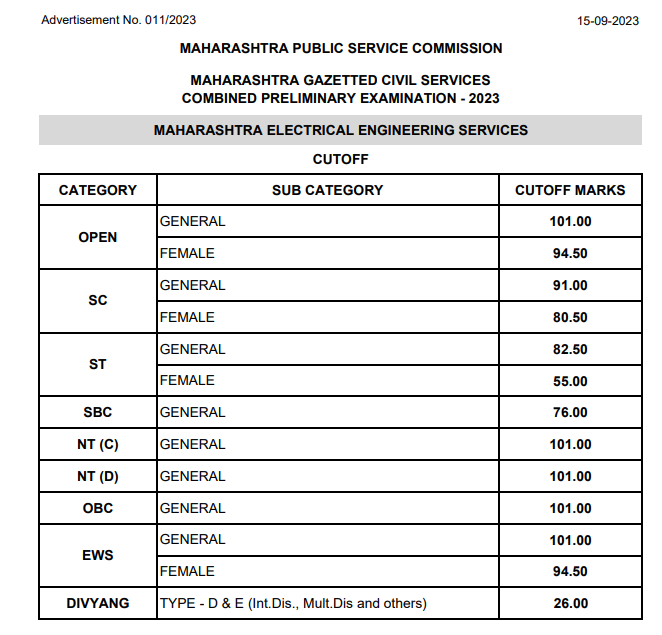 Advertisement No. 011/2023 15-09-2023
MAHARASHTRA PUBLIC SERVICE COMMISSION
MAHARASHTRA GAZETTED CIVIL SERVICES
COMBINED PRELIMINARY EXAMINATION - 2023
MAHARASHTRA ELECTRICAL ENGINEERING SERVICES
CUTOFF
CATEGORY SUB CATEGORY CUTOFF MARKS
OPEN GENERAL 101.00
FEMALE 94.50
SC GENERAL 91.00
FEMALE 80.50
ST GENERAL 82.50
FEMALE 55.00
SBC GENERAL 76.00
NT (C) GENERAL 101.00
NT (D) GENERAL 101.00
OBC GENERAL 101.00
EWS GENERAL 101.00
FEMALE 94.50
DIVYANG TYPE - D & E (Int.Dis., Mult.Dis and others) 26.00